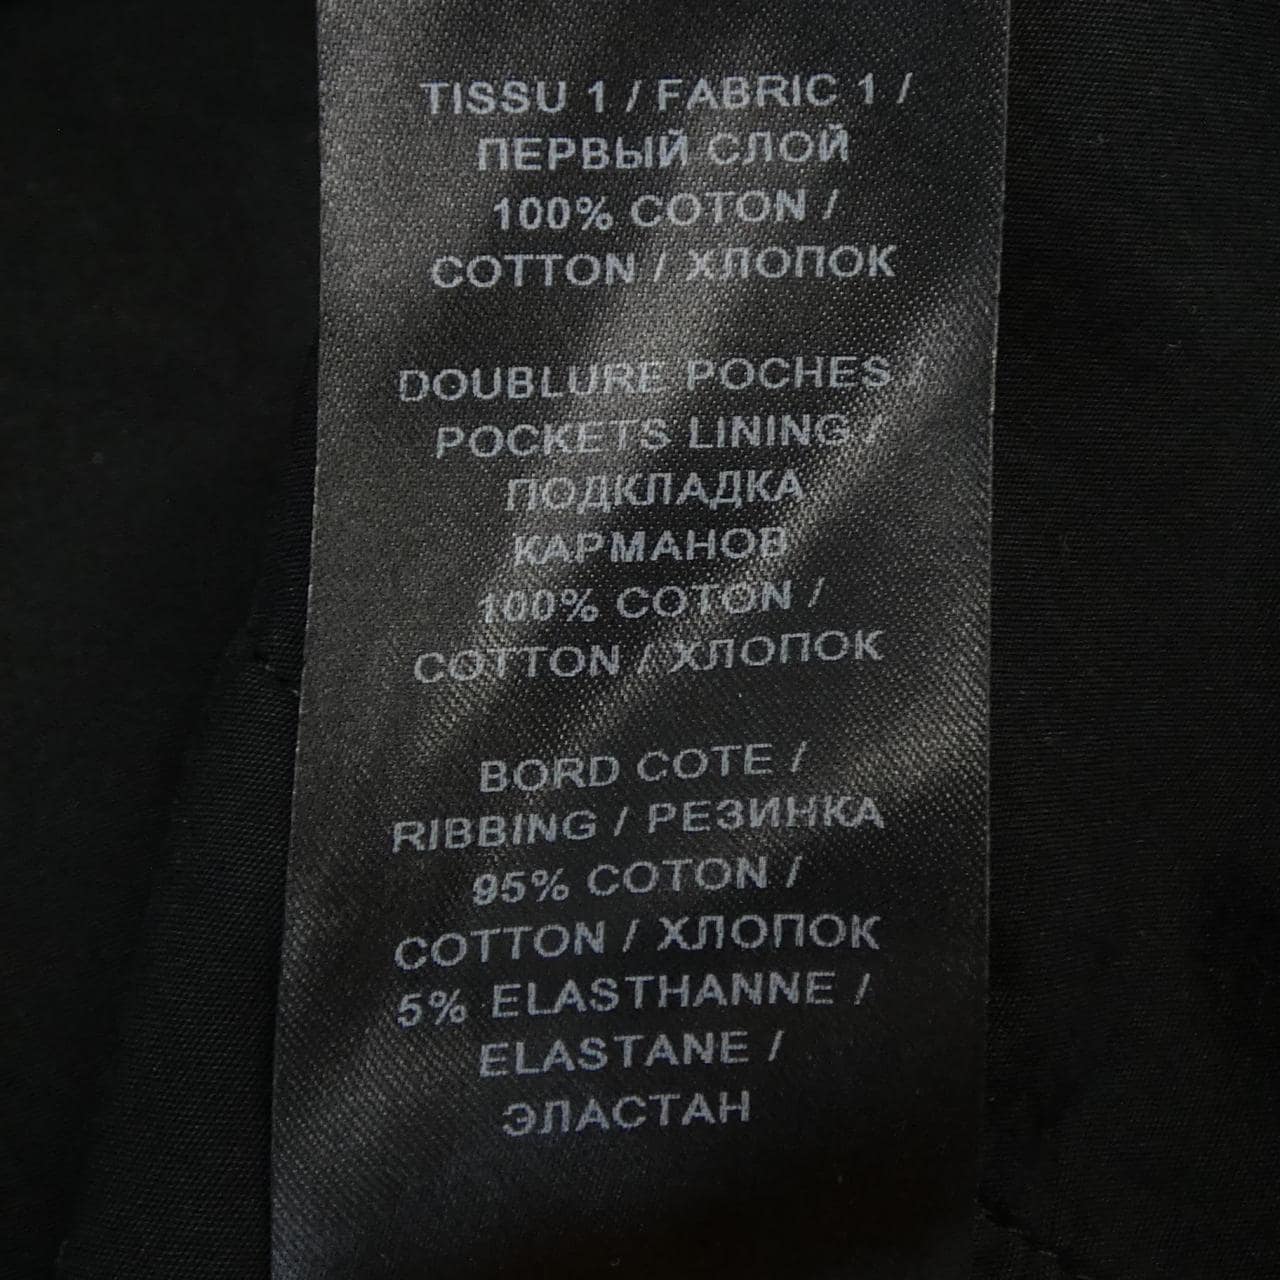 TISSU 1 / FABRIC 1 /
ПЕРВЫЙ СЛОЙ
100% COTON /
COTTON / ХЛОПОК
DOUBLURE POCHES /
POCKETS LINING /
ПОДКЛАДКА
КАРМАНОВ
100% COTON /
COTTON / ХЛОПОК
BORD COTE /
RIBBING / РЕЗИНКА
95% COTON /
COTTON / ХЛОПОК
5% ELASTHANNE /
ELASTANE /
ЭЛАСТАН